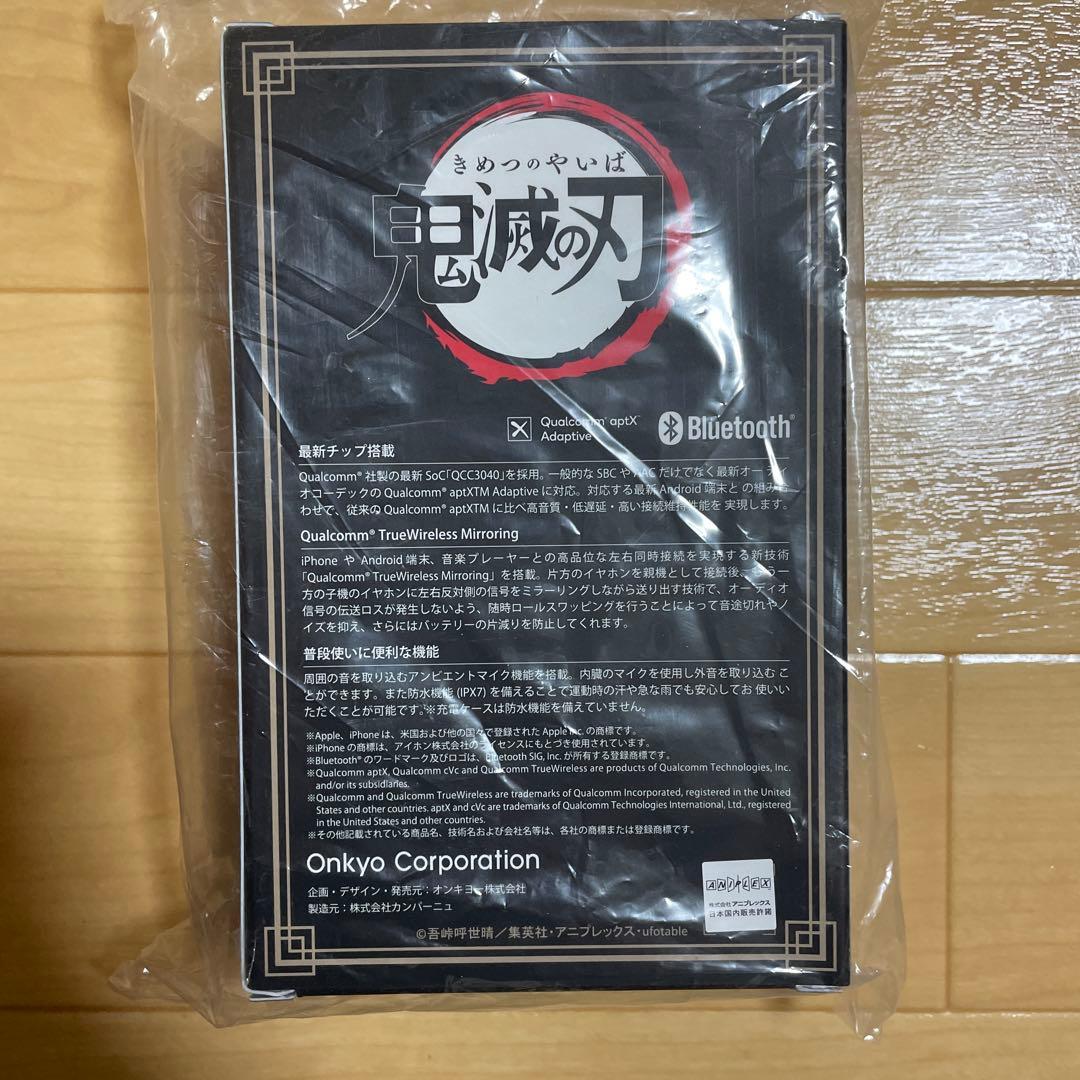 きめつのやいば
鬼滅の刃
Qualcomm® aptX™
Adaptive
Bluetooth®
最新チップ搭載
Qualcomm® 社製の最新 SoC「QCC3040」を採用。一般的な SBC や AAC だけでなく最新オーディ
オコーデックの Qualcomm® aptXTM Adaptive に対応。対応する最新 Android 端末と の組み合
わせで、従来の Qualcomm® aptXTM に比べ高音質・低遅延・高い接続維持性能を 実現します。
Qualcomm® TrueWireless Mirroring
iPhone や Android 端末、音楽プレーヤーとの高品位な左右同時接続を実現する新技術
「Qualcomm® TrueWireless Mirroring」を搭載。片方のイヤホンを親機として接続後、もう一
方の子機のイヤホンに左右反対側の信号をミラーリングしながら送り出す技術で、オーディオ
信号の伝送ロスが発生しないよう、随時ロールスワッピングを行うことによって音途切れやノ
イズを抑え、さらにはバッテリーの片減りを防止してくれます。
普段使いに便利な機能
周囲の音を取り込むアンビエントマイク機能を搭載。内臓のマイクを使用し外音を取り込む こ
とができます。また防水機能 (IPX7) を備えることで運動時の汗や急な雨でも安心してお 使いい
ただくことが可能です。※充電ケースは防水機能を備えていません。
※Apple、iPhone は、米国および他の国々で登録された Apple Inc. の商標です。
※iPhone の商標は、アイホン株式会社のライセンスにもとづき使用されています。
※Bluetooth® のワードマーク及びロゴは、Bluetooth SIG, Inc. が所有する登録商標です。
※Qualcomm aptX, Qualcomm cVc and Qualcomm TrueWireless are products of Qualcomm Technologies, Inc.
and/or its subsidiaries.
※Qualcomm and Qualcomm TrueWireless are trademarks of Qualcomm Incorporated, registered in the United
States and other countries. aptX and cVc are trademarks of Qualcomm Technologies International, Ltd., registered
in the United States and other countries.
※その他記載されている商品名、技術名および会社名等は、各社の商標または登録商標です。
Onkyo Corporation
企画・デザイン・発売元：オンキヨー株式会社
製造元：株式会社カンバーニュ
ANIPLEX
株式会社アニプレックス
日本国内販売許諾
©吾峠呼世晴／集英社・アニプレックス・ufotable